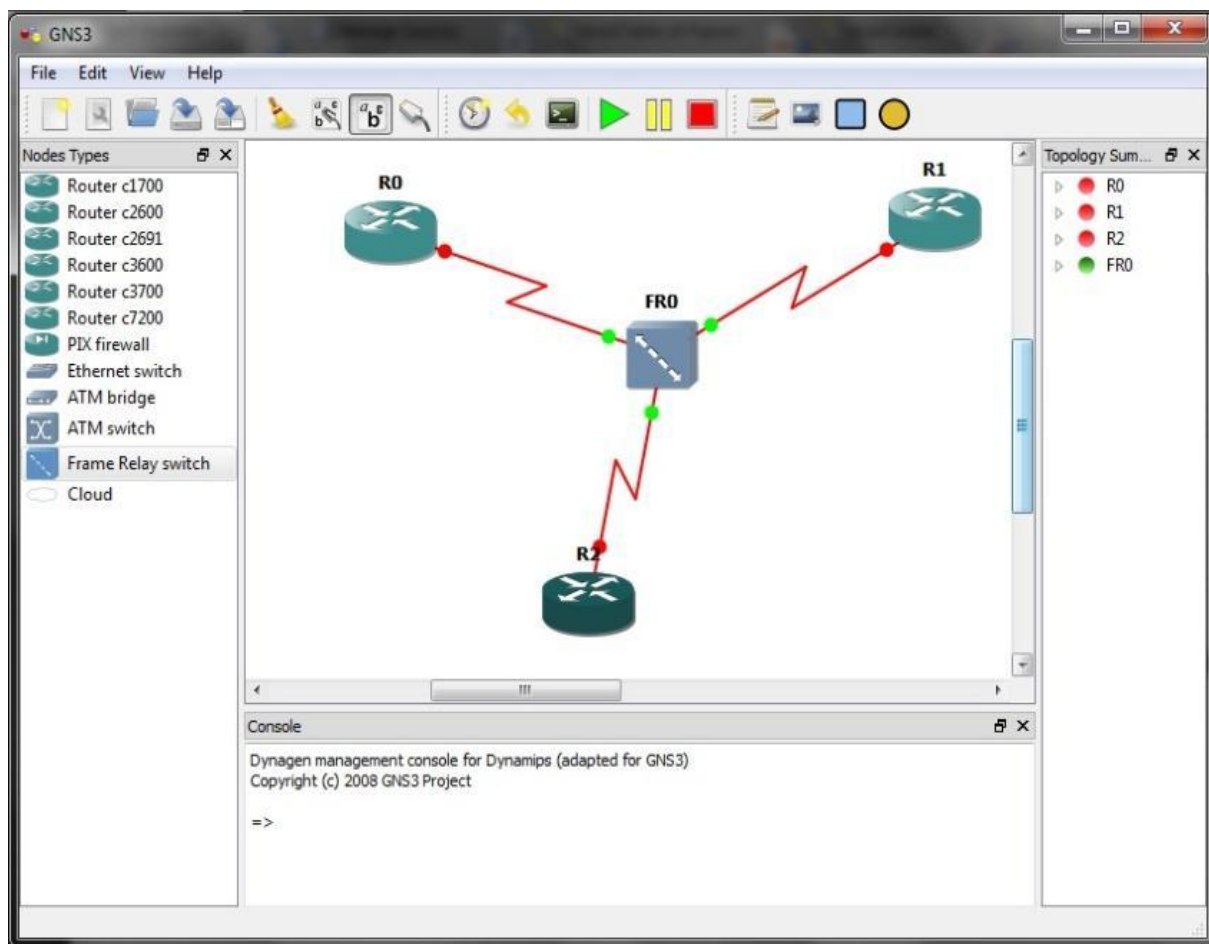 GNS3
File Edit View Help
Nodes Types
Router c1700
Router c2600
Router c2691
Router c3600
Router c3700
Router c7200
PIX firewall
Ethernet switch
ATM bridge
ATM switch
Frame Relay switch
Cloud
R0
R1
FR0
R2
Topology Sum...
R0
R1
R2
FR0
Console
Dynagen management console for Dynamips (adapted for GNS3)
Copyright (c) 2008 GNS3 Project
=>